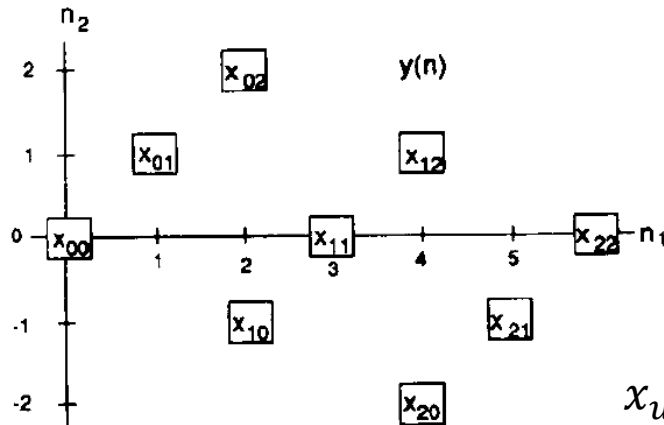 n₂
2 x₀₂ y(n)
1 x₀₁ x₁₂
0 x₀₀ x₁₁ x₂₂ n₁
1 2 3 4 5
-1 x₁₀ x₂₁
-2 x₂₀